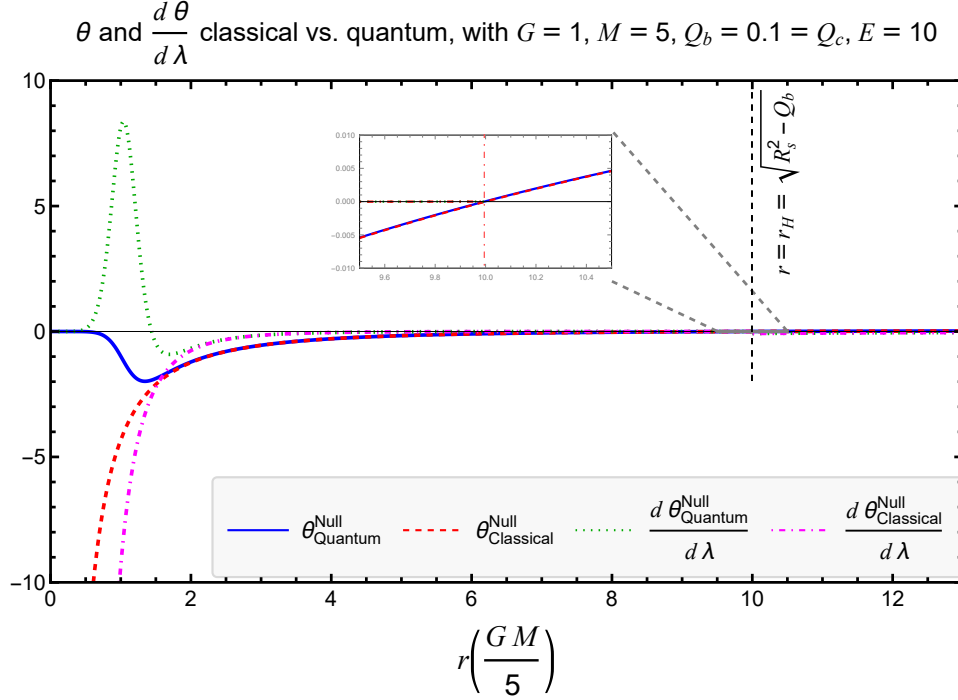 θ and dθ/dλ classical vs. quantum, with G = 1, M = 5, Q_b = 0.1 = Q_c, E = 10
10
5
0
−5
−10
0.010
0.005
0.000
−0.005
−0.010
9.6 9.8 10.0 10.2 10.4
r = r_H = √(R_s^2 − Q_b)
θ^Null_Quantum θ^Null_Classical dθ^Null_Quantum/dλ dθ^Null_Classical/dλ
0 2 4 6 8 10 12
r(G M/5)